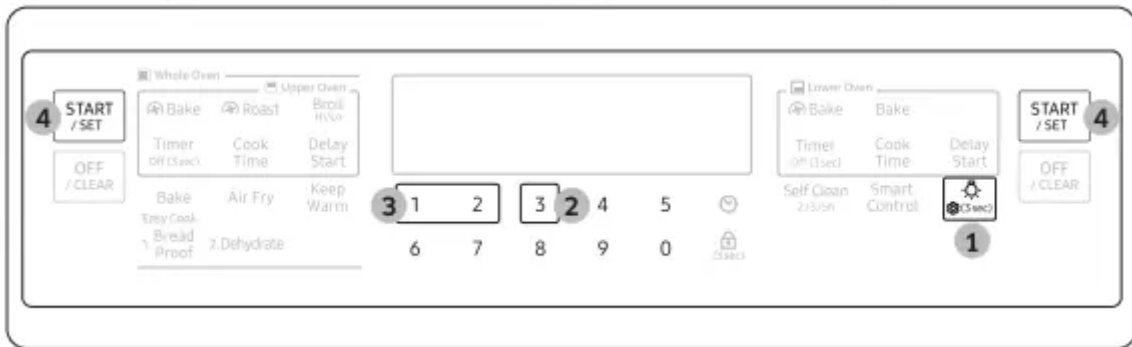 Whole Oven
Upper Oven
Lower Oven
4 START
/ SET
Bake Roast Broil
Hi/Lo
Bake Bake
START
/ SET 4
Timer
Off (3sec)
Cook
Time
Delay
Start
Timer
Off (3sec)
Cook
Time
Delay
Start
OFF
/ CLEAR
OFF
/ CLEAR
Bake Air Fry Keep
Warm
3 1 2 3 2 4 5
Self Clean
2/3/5h
Smart
Control
(3 sec)
Easy Cook
1. Bread
Proof
2. Dehydrate
6 7 8 9 0
(3sec)
1